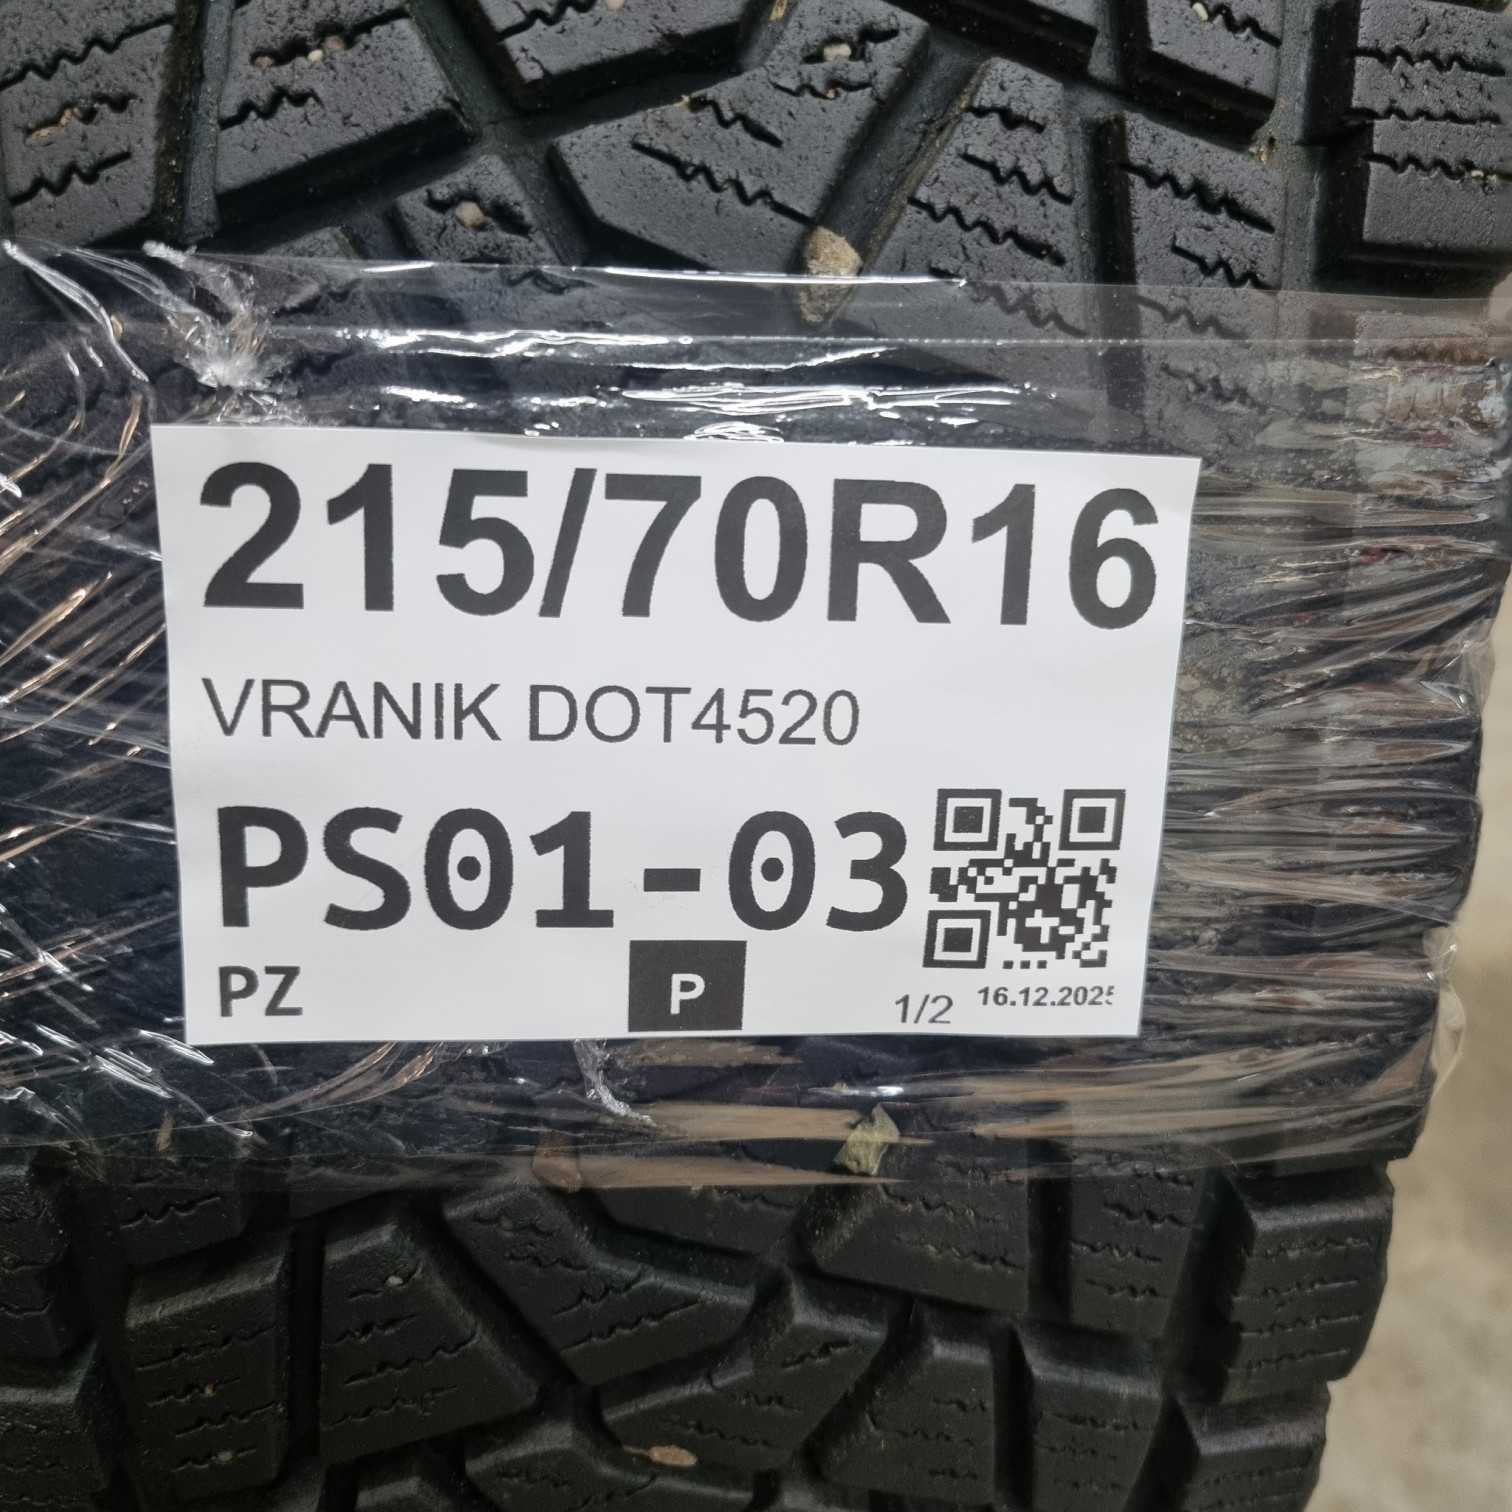 215/70R16
VRANIK DOT4520
PS01-03
PZ P 1/2 16.12.2025